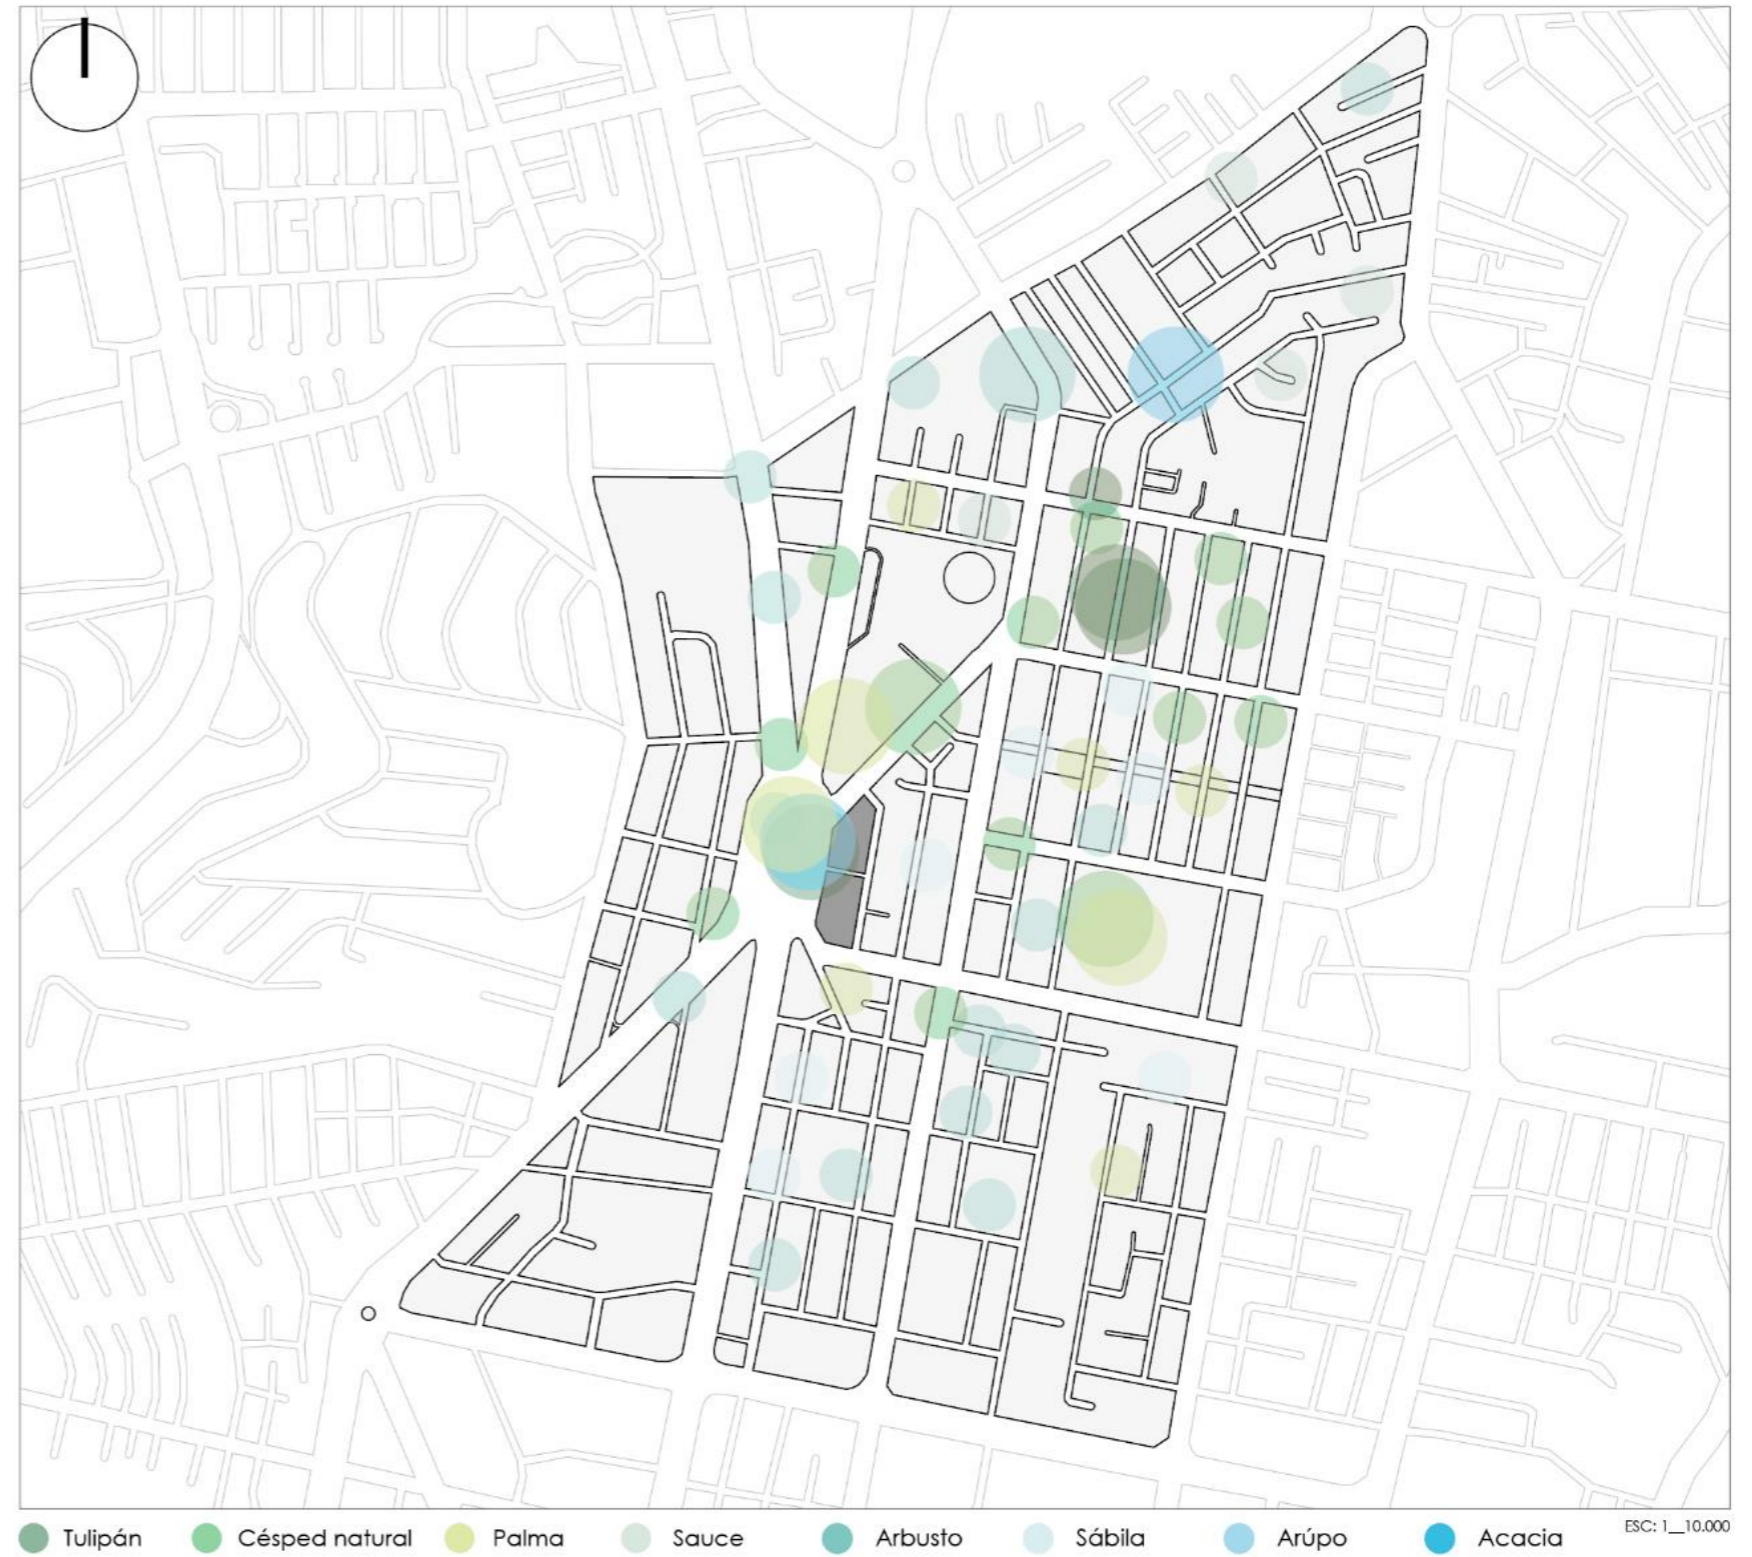 Tulipán Césped natural Palma Sauce Arbusto Sábila Arúpo Acacia
ESC: 1__10.000